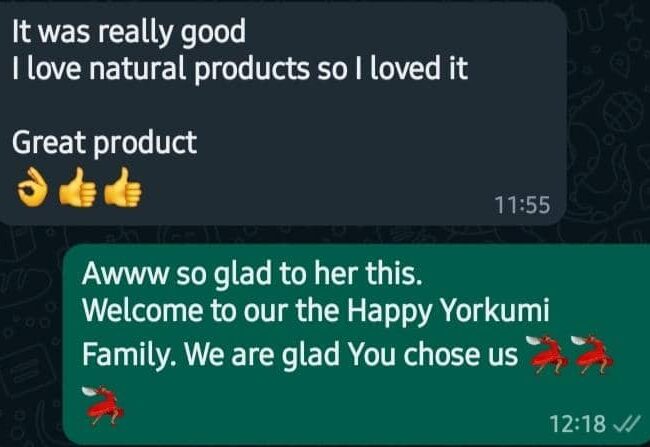 It was really good
I love natural products so I loved it
Great product
👌👍👍
11:55
Awww so glad to her this.
Welcome to our the Happy Yorkumi
Family. We are glad You chose us 💃💃
💃
12:18